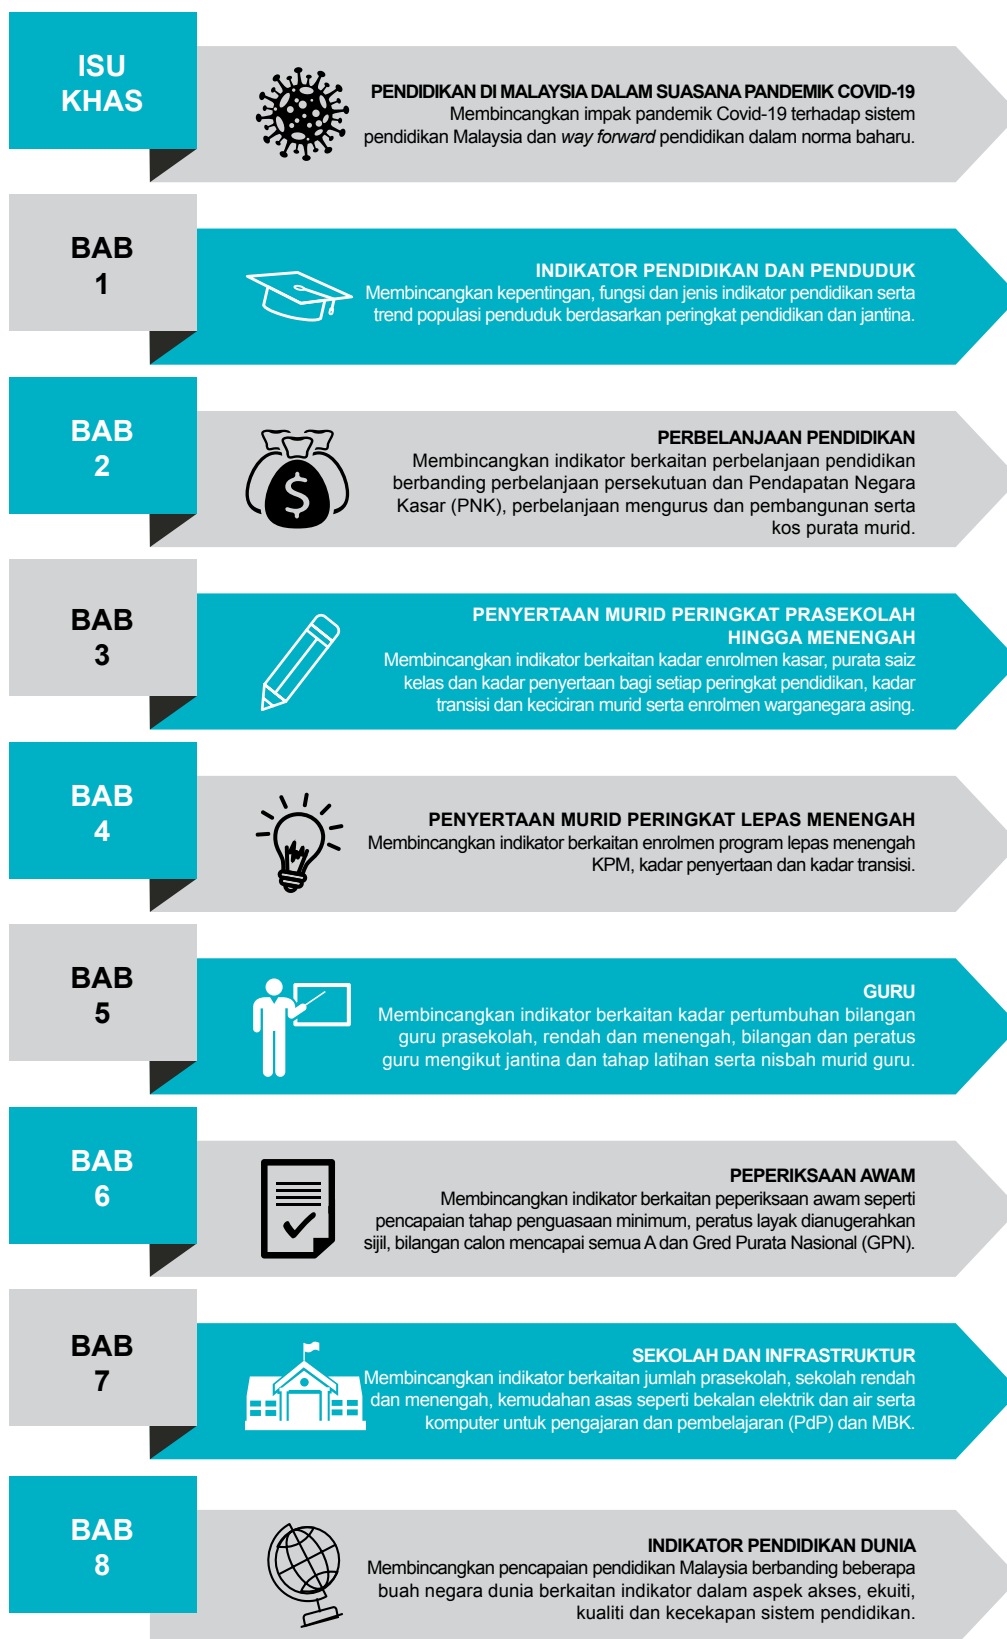 ISU
KHAS
PENDIDIKAN DI MALAYSIA DALAM SUASANA PANDEMIK COVID-19
Membincangkan impak pandemik Covid-19 terhadap sistem
pendidikan Malaysia dan way forward pendidikan dalam norma baharu.
BAB
1
INDIKATOR PENDIDIKAN DAN PENDUDUK
Membincangkan kepentingan, fungsi dan jenis indikator pendidikan serta
trend populasi penduduk berdasarkan peringkat pendidikan dan jantina.
BAB
2
PERBELANJAAN PENDIDIKAN
Membincangkan indikator berkaitan perbelanjaan pendidikan
berbanding perbelanjaan persekutuan dan Pendapatan Negara
Kasar (PNK), perbelanjaan mengurus dan pembangunan serta
kos purata murid.
BAB
3
PENYERTAAN MURID PERINGKAT PRASEKOLAH
HINGGA MENENGAH
Membincangkan indikator berkaitan kadar enrolmen kasar, purata saiz
kelas dan kadar penyertaan bagi setiap peringkat pendidikan, kadar
transisi dan keciciran murid serta enrolmen warganegara asing.
BAB
4
PENYERTAAN MURID PERINGKAT LEPAS MENENGAH
Membincangkan indikator berkaitan enrolmen program lepas menengah
KPM, kadar penyertaan dan kadar transisi.
BAB
5
GURU
Membincangkan indikator berkaitan kadar pertumbuhan bilangan
guru prasekolah, rendah dan menengah, bilangan dan peratus
guru mengikut jantina dan tahap latihan serta nisbah murid guru.
BAB
6
PEPERIKSAAN AWAM
Membincangkan indikator berkaitan peperiksaan awam seperti
pencapaian tahap penguasaan minimum, peratus layak dianugerahkan
sijil, bilangan calon mencapai semua A dan Gred Purata Nasional (GPN).
BAB
7
SEKOLAH DAN INFRASTRUKTUR
Membincangkan indikator berkaitan jumlah prasekolah, sekolah rendah
dan menengah, kemudahan asas seperti bekalan elektrik dan air serta
komputer untuk pengajaran dan pembelajaran (PdP) dan MBK.
BAB
8
INDIKATOR PENDIDIKAN DUNIA
Membincangkan pencapaian pendidikan Malaysia berbanding beberapa
buah negara dunia berkaitan indikator dalam aspek akses, ekuiti,
kualiti dan kecekapan sistem pendidikan.